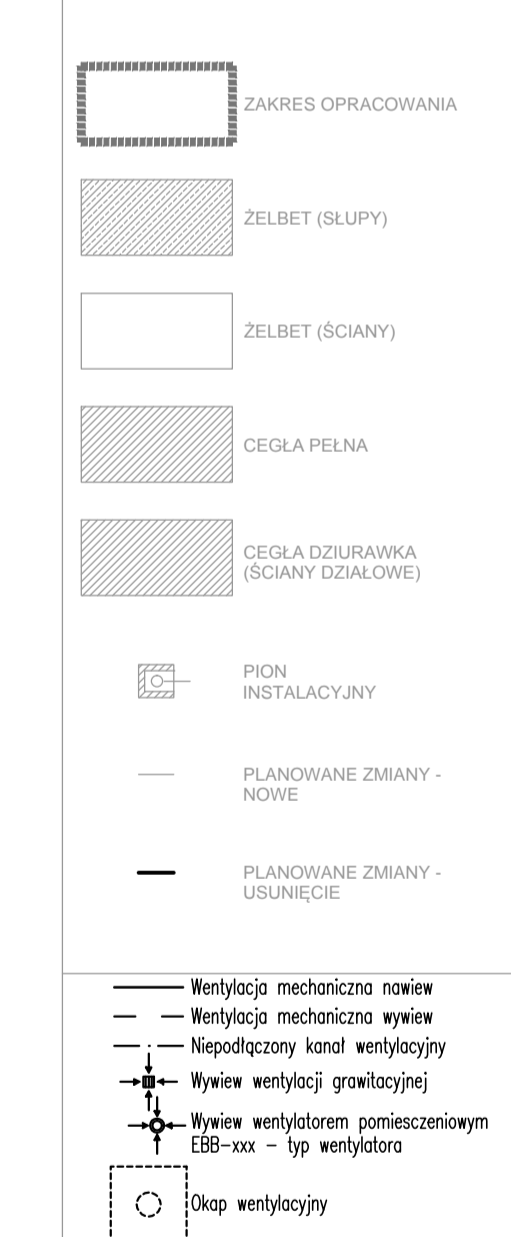 ZAKRES OPRACOWANIA
ŻELBET (SŁUPY)
ŻELBET (ŚCIANY)
CEGŁA PEŁNA
CEGŁA DZIURAWKA
(ŚCIANY DZIAŁOWE)
PION
INSTALACYJNY
PLANOWANE ZMIANY -
NOWE
PLANOWANE ZMIANY -
USUNIĘCIE
Wentylacja mechaniczna nawiew
Wentylacja mechaniczna wywiew
Niepodłączony kanał wentylacyjny
Wywiew wentylacji grawitacyjnej
Wywiew wentylatorem pomiesczeniowym
EBB-xxx - typ wentylatora
Okap wentylacyjny